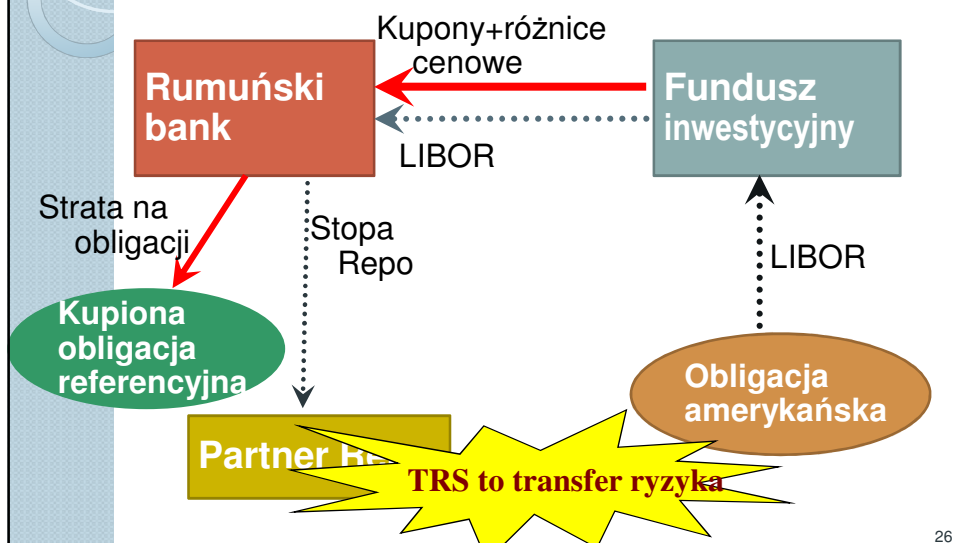 Kupony+różnice
cenowe
Rumuński
bank
Fundusz
inwestycyjny
LIBOR
Strata na
obligacji
Stopa
Repo
LIBOR
Kupiona
obligacja
referencyjna
Obligacja
amerykańska
Partner
TRS to transfer ryzyka
26